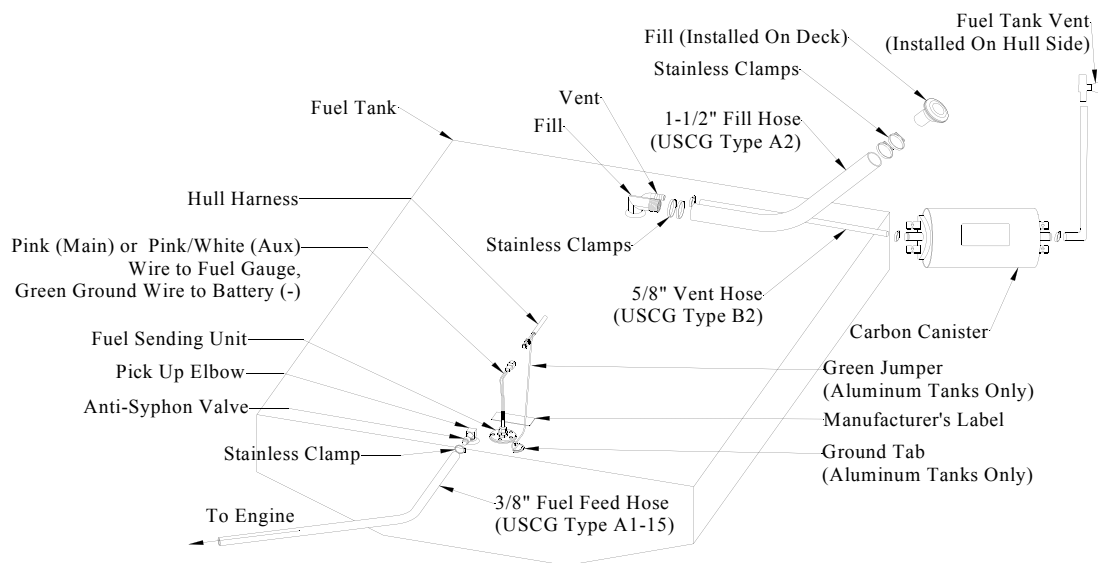 Fuel Tank Vent
(Installed On Hull Side)
Fill (Installed On Deck)
Stainless Clamps
1-1/2" Fill Hose
(USCG Type A2)
Vent
Fill
Fuel Tank
Hull Harness
Pink (Main) or Pink/White (Aux)
Wire to Fuel Gauge,
Green Ground Wire to Battery (-)
Stainless Clamps
5/8" Vent Hose
(USCG Type B2)
Carbon Canister
Fuel Sending Unit
Pick Up Elbow
Anti-Syphon Valve
Stainless Clamp
Green Jumper
(Aluminum Tanks Only)
Manufacturer's Label
Ground Tab
(Aluminum Tanks Only)
3/8" Fuel Feed Hose
(USCG Type A1-15)
To Engine